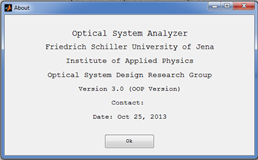 About
Optical System Analyzer
Friedrich Schiller University of Jena
Institute of Applied Physics
Optical System Design Research Group
Version 3.0 (OOP Version)
Contact:
Date: Oct 25, 2013
Ok